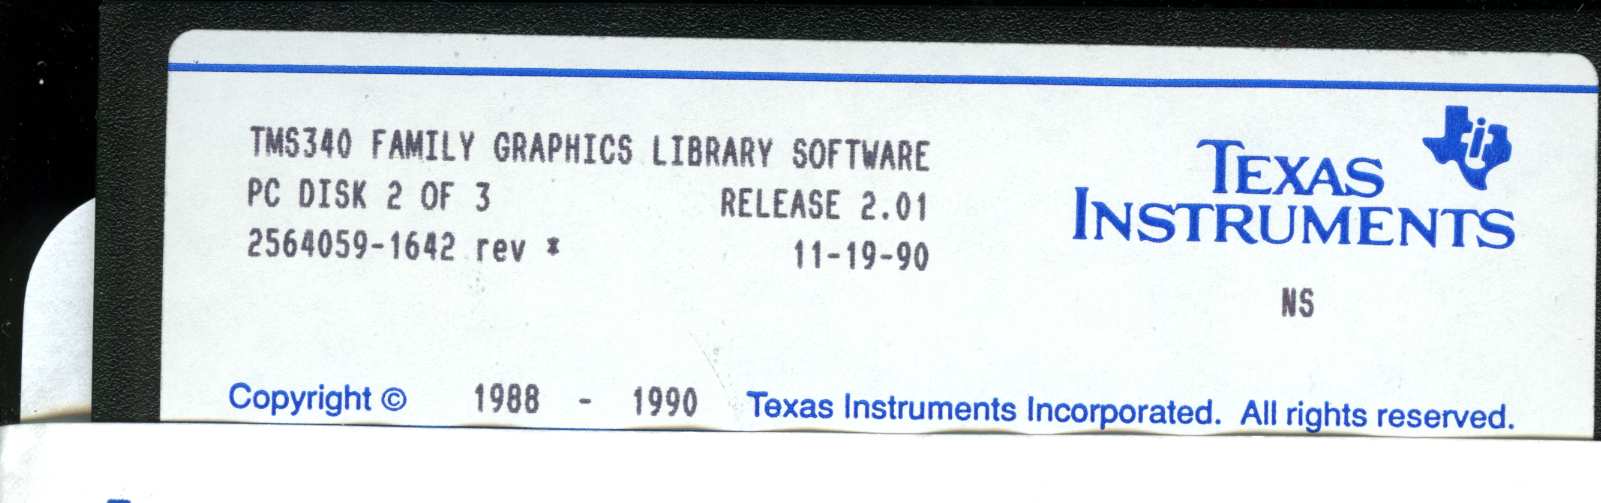 TMS340 FAMILY GRAPHICS LIBRARY SOFTWARE
PC DISK 2 OF 3 RELEASE 2.01
2564059-1642 rev * 11-19-90
TEXAS
INSTRUMENTS
NS
Copyright © 1988 - 1990 Texas Instruments Incorporated. All rights reserved.